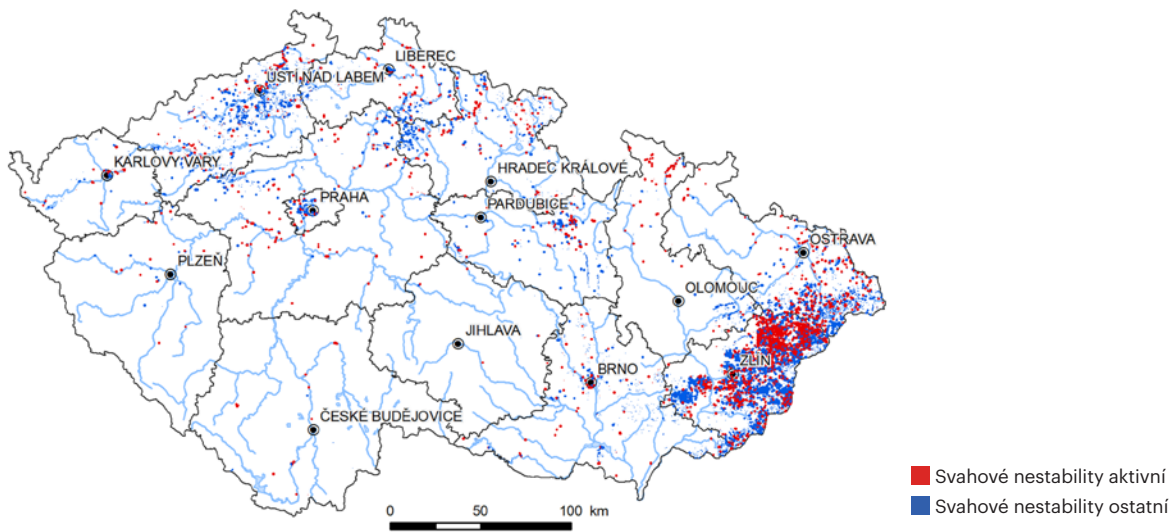 LIBEREC
ÚSTÍ NAD LABEM
KARLOVY VARY
HRADEC KRÁLOVÉ
PRAHA
PARDUBICE
OSTRAVA
PLZEŇ
OLOMOUC
JIHLAVA
ZLÍN
BRNO
ČESKÉ BUDĚJOVICE
Svahové nestability aktivní
Svahové nestability ostatní
0 50 100 km